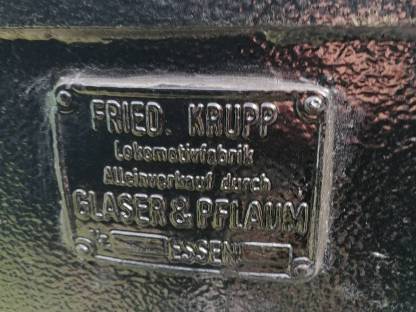 FRIED. KRUPP
Lokomotivfabrik
Alleinverkauf durch
GLASER & PFLAUM
ESSEN